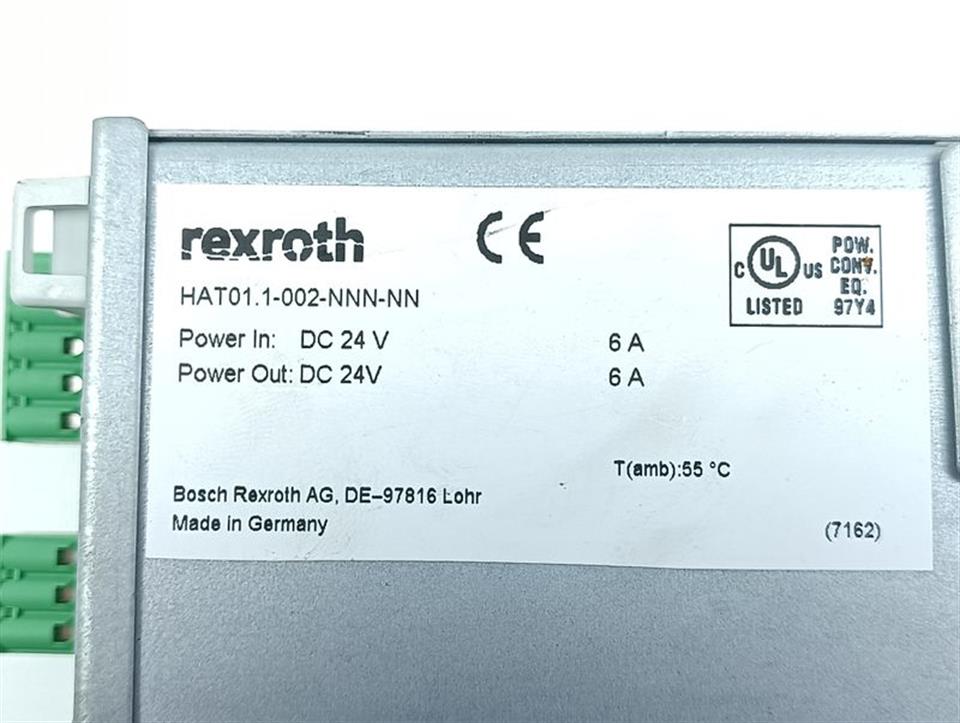 rexroth CE
HAT01.1-002-NNN-NN
Power In: DC 24 V 6 A
Power Out: DC 24V 6 A
C UL US LISTED
POW.
CONV.
EQ.
97Y4
T(amb):55 °C
Bosch Rexroth AG, DE–97816 Lohr
Made in Germany
(7162)